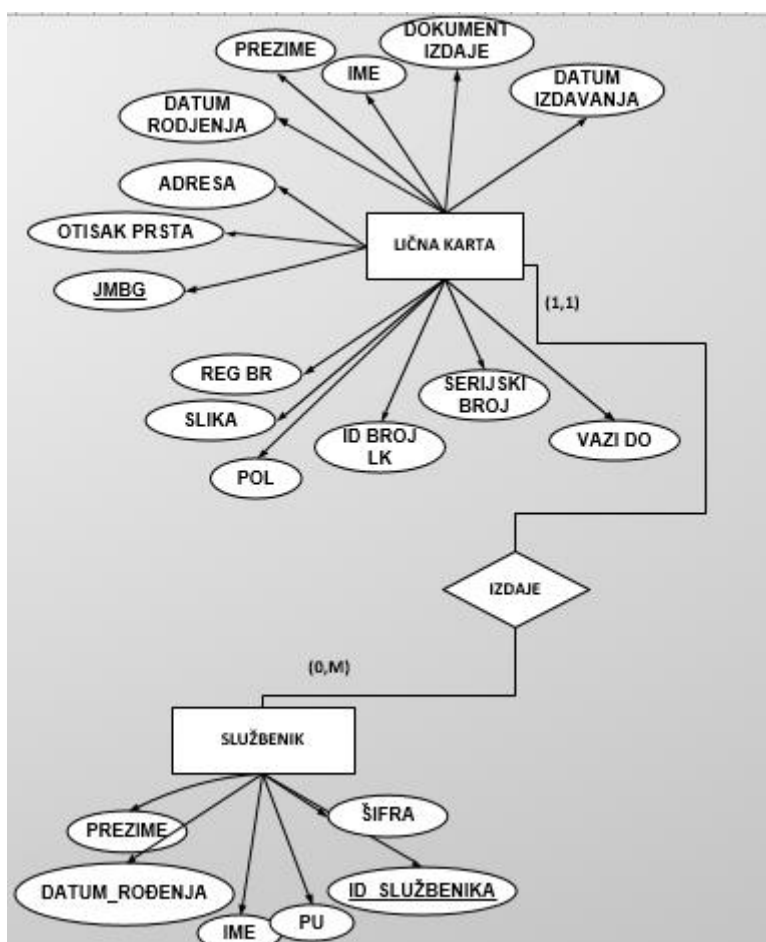 DOKUMENT
IZDAJE
PREZIME
IME
DATUM
IZDAVANJA
DATUM
RODJENJA
ADRESA
OTISAK PRSTA
LIČNA KARTA
JMBG
(1,1)
REG BR
SERIJSKI
BROJ
SLIKA
ID BROJ
LK
VAZI DO
POL
IZDAJE
(0,M)
SLUŽBENIK
ŠIFRA
PREZIME
DATUM_ROĐENJA
ID_SLUŽBENIKA
IME
PU